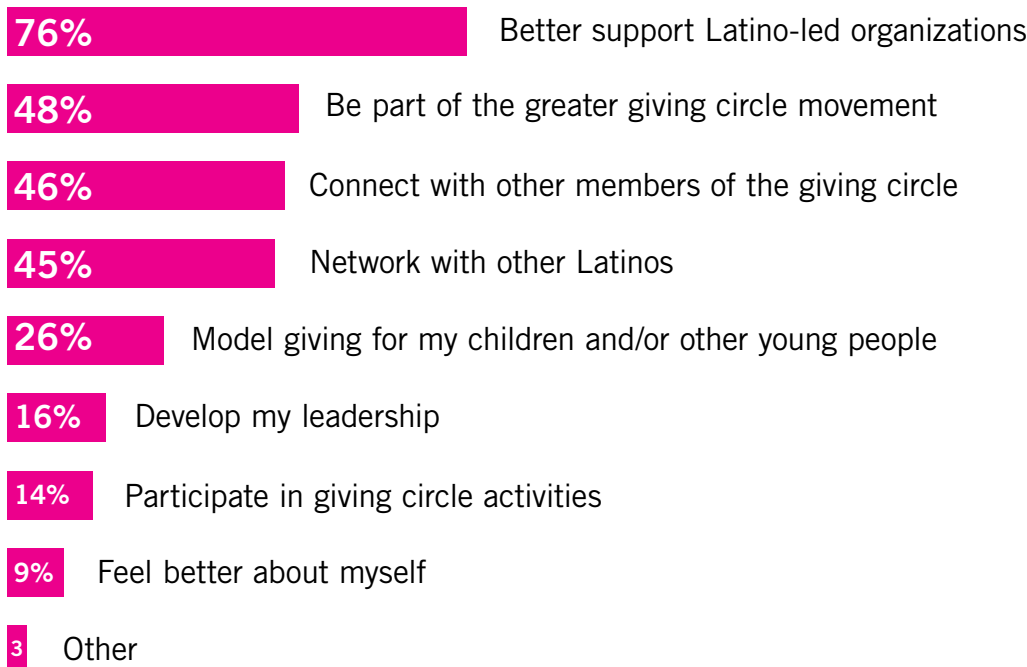 76% Better support Latino-led organizations
48% Be part of the greater giving circle movement
46% Connect with other members of the giving circle
45% Network with other Latinos
26% Model giving for my children and/or other young people
16% Develop my leadership
14% Participate in giving circle activities
9% Feel better about myself
3 Other